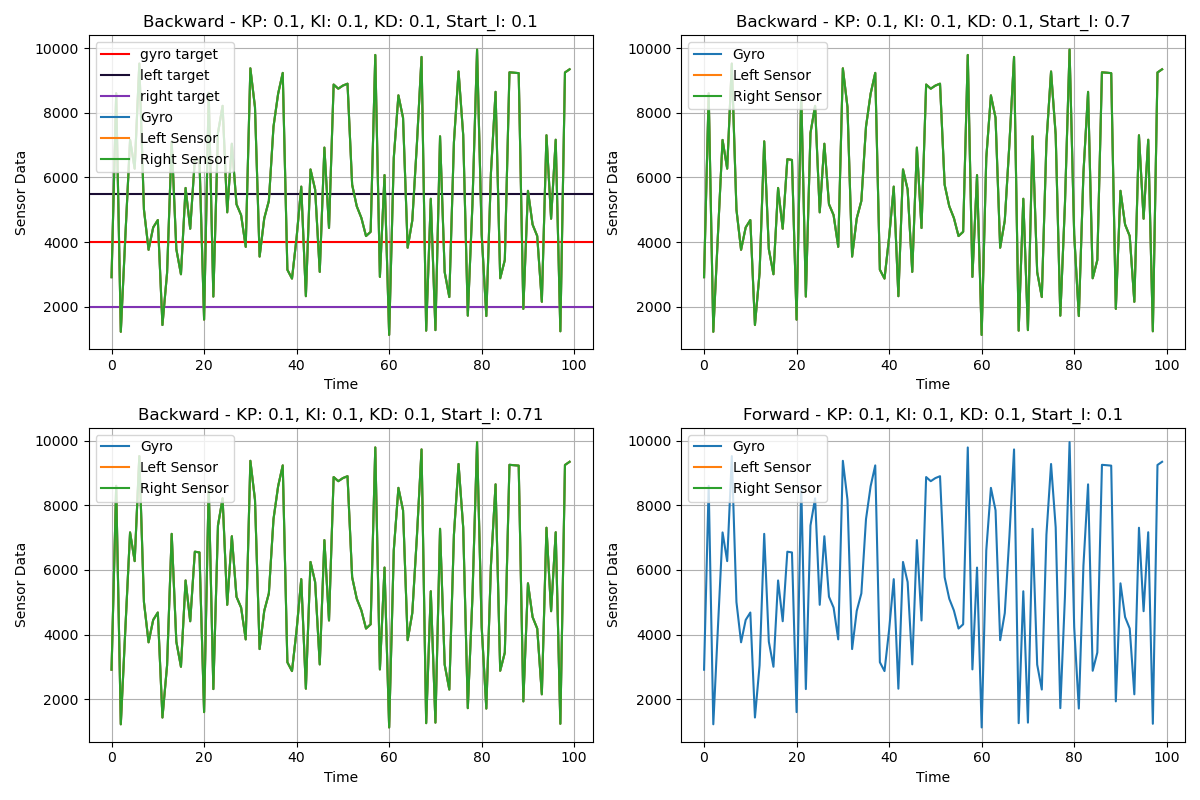 Backward - KP: 0.1, KI: 0.1, KD: 0.1, Start_I: 0.1
10000
8000
6000
4000
2000
Sensor Data
gyro target
left target
right target
Gyro
Left Sensor
Right Sensor
0 20 40 60 80 100
Time
Backward - KP: 0.1, KI: 0.1, KD: 0.1, Start_I: 0.7
10000
8000
6000
4000
2000
Sensor Data
Gyro
Left Sensor
Right Sensor
0 20 40 60 80 100
Time
Backward - KP: 0.1, KI: 0.1, KD: 0.1, Start_I: 0.71
10000
8000
6000
4000
2000
Sensor Data
Gyro
Left Sensor
Right Sensor
0 20 40 60 80 100
Time
Forward - KP: 0.1, KI: 0.1, KD: 0.1, Start_I: 0.1
10000
8000
6000
4000
2000
Sensor Data
Gyro
Left Sensor
Right Sensor
0 20 40 60 80 100
Time